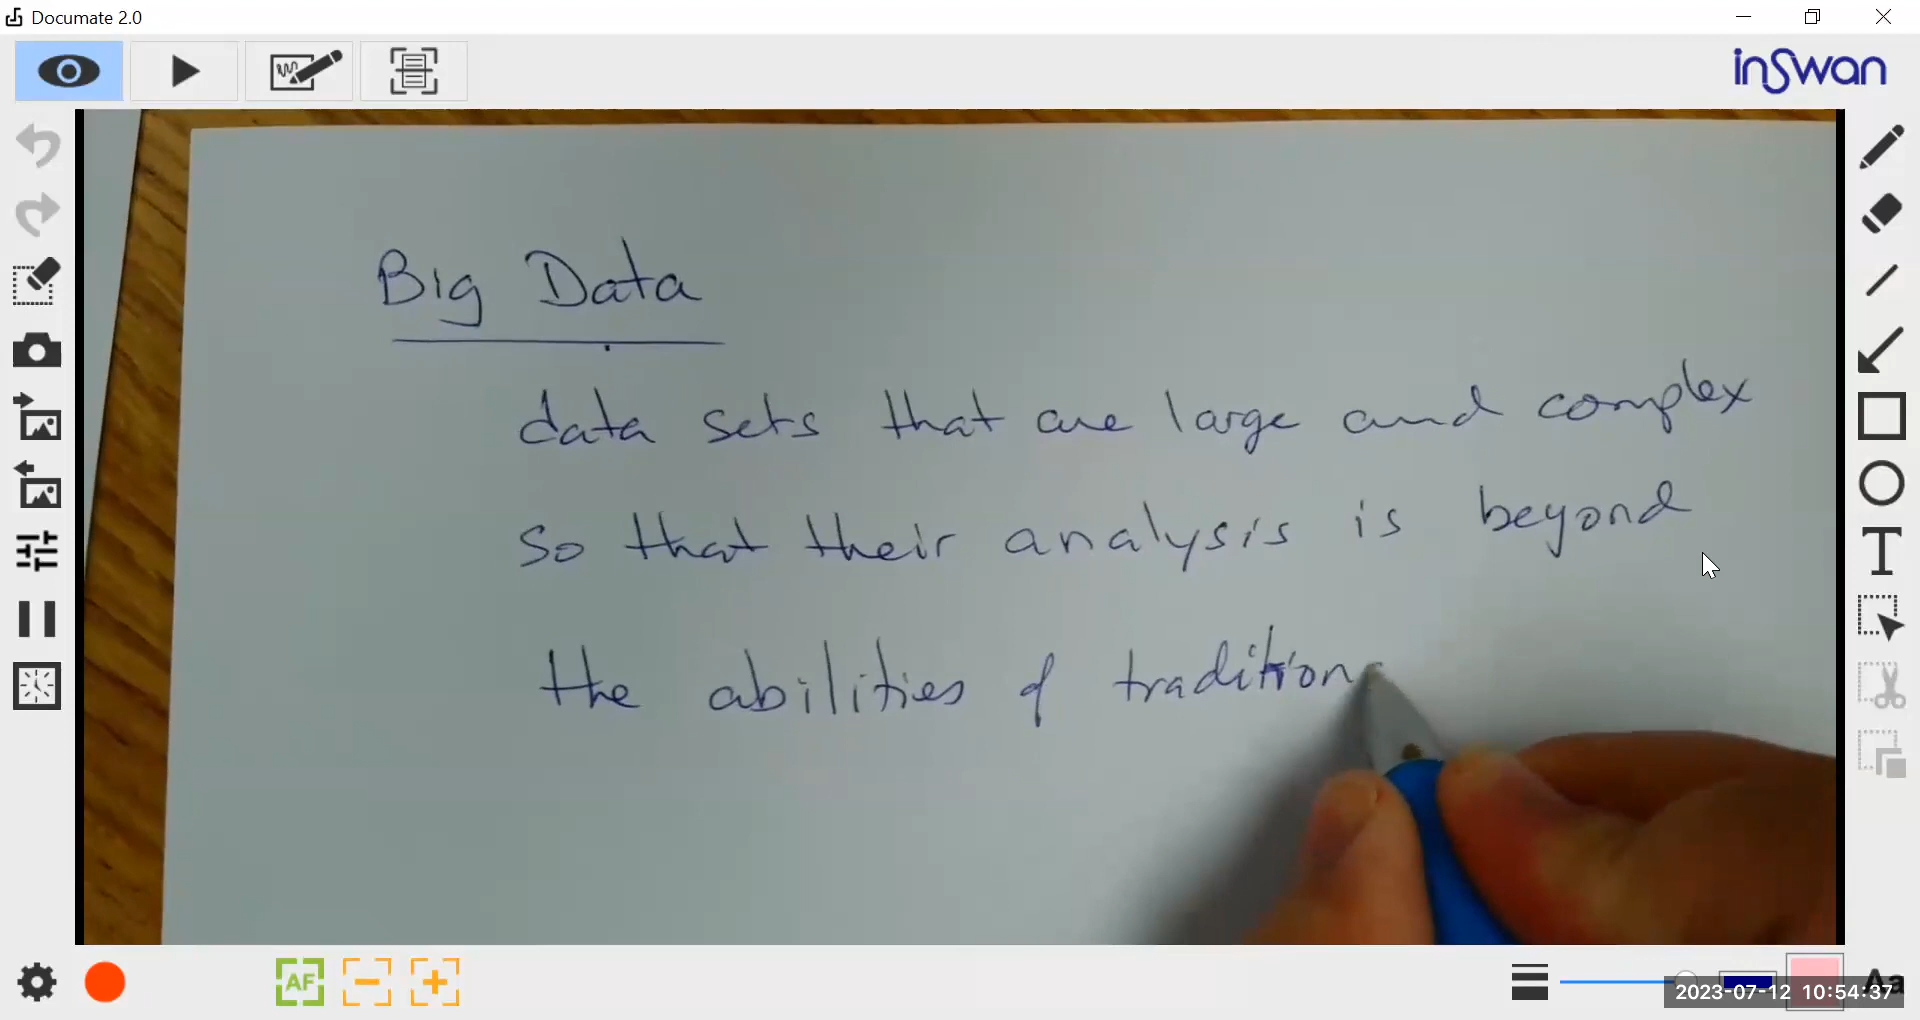 Documate 2.0
inSwan
Big Data
data sets that are large and complex
so that their analysis is beyond
the abilities of tradition
AF
T
Aa
2023-07-12 10:54:37